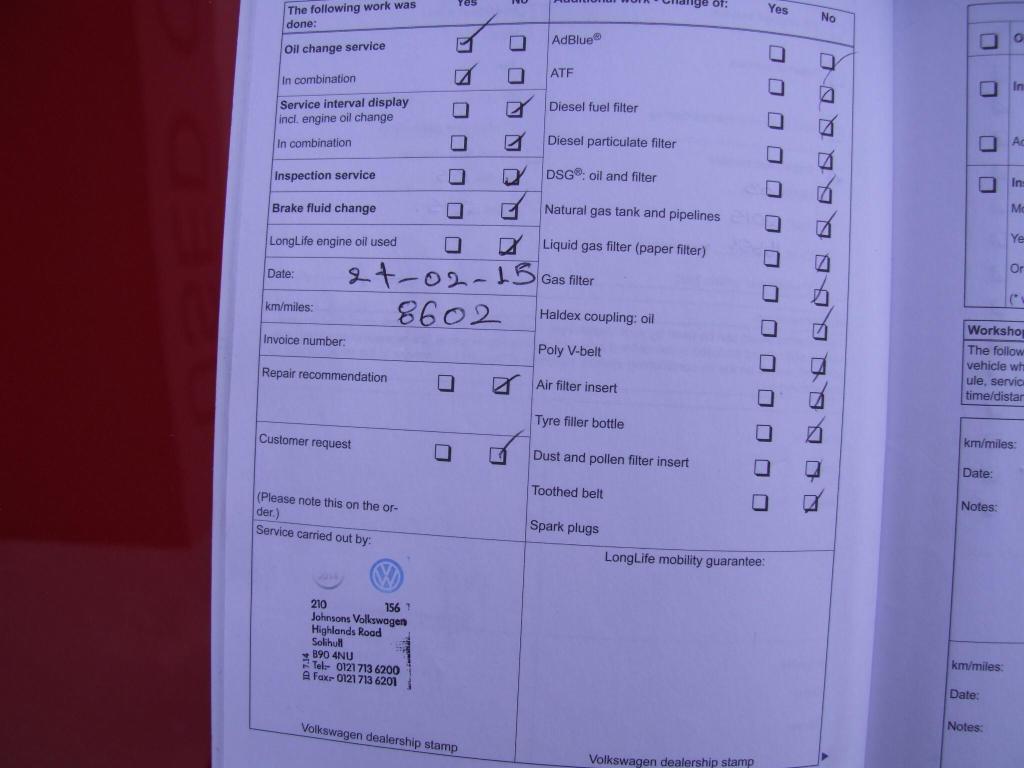 The following work was
done:
Yes
No
Oil change service
In combination
Service interval display
incl. engine oil change
In combination
Inspection service
Brake fluid change
LongLife engine oil used
Date: 27-02-15
km/miles: 8602
Invoice number:
Repair recommendation
Customer request
(Please note this on the or-
der.)
Service carried out by:
210 156
Johnsons Volkswagen
Highlands Road
Solihull
B90 4NU
Tel:- 0121 713 6200
Fax:- 0121 713 6201
ID 7.14
Volkswagen dealership stamp
Additional work - Change of:
Yes
No
AdBlue®
ATF
Diesel fuel filter
Diesel particulate filter
DSG®: oil and filter
Natural gas tank and pipelines
Liquid gas filter (paper filter)
Gas filter
Haldex coupling: oil
Poly V-belt
Air filter insert
Tyre filler bottle
Dust and pollen filter insert
Toothed belt
Spark plugs
LongLife mobility guarantee:
Volkswagen dealership stamp
Workshop
The follow
vehicle wh
ule, servic
time/distan
km/miles:
Date:
Notes:
km/miles:
Date:
Notes: